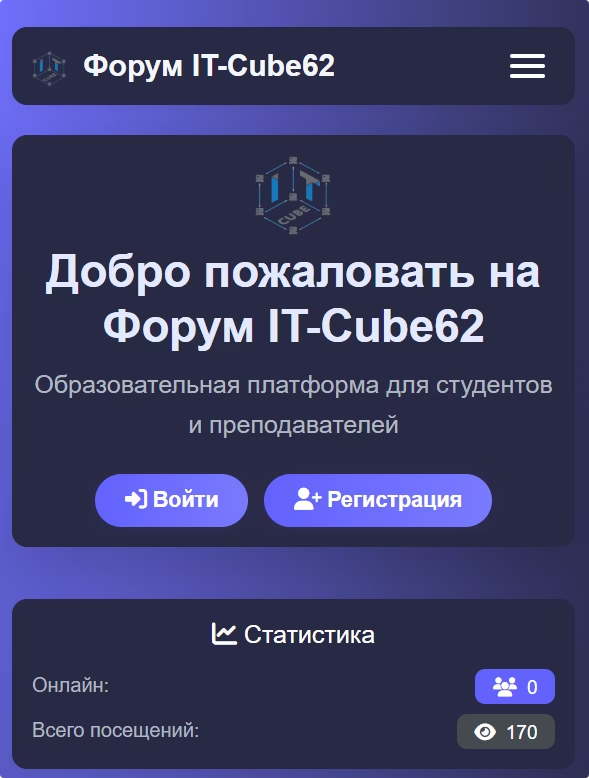 Форум IT-Cube62
I T
CUBE
Добро пожаловать на
Форум IT-Cube62
Образовательная платформа для студентов
и преподавателей
Войти
Регистрация
Статистика
Онлайн:
0
Всего посещений:
170